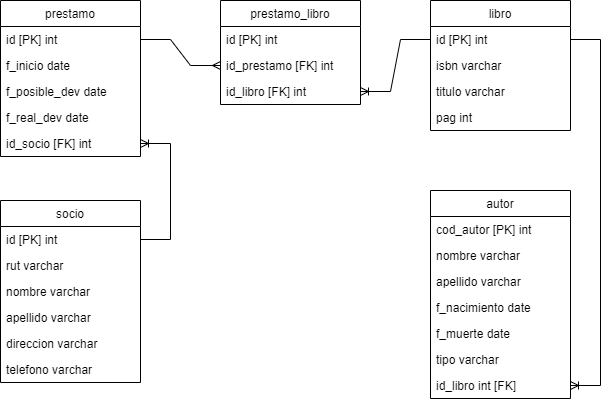 prestamo
id [PK] int
f_inicio date
f_posible_dev date
f_real_dev date
id_socio [FK] int
prestamo_libro
id [PK] int
id_prestamo [FK] int
id_libro [FK] int
libro
id [PK] int
isbn varchar
titulo varchar
pag int
socio
id [PK] int
rut varchar
nombre varchar
apellido varchar
direccion varchar
telefono varchar
autor
cod_autor [PK] int
nombre varchar
apellido varchar
f_nacimiento date
f_muerte date
tipo varchar
id_libro int [FK]